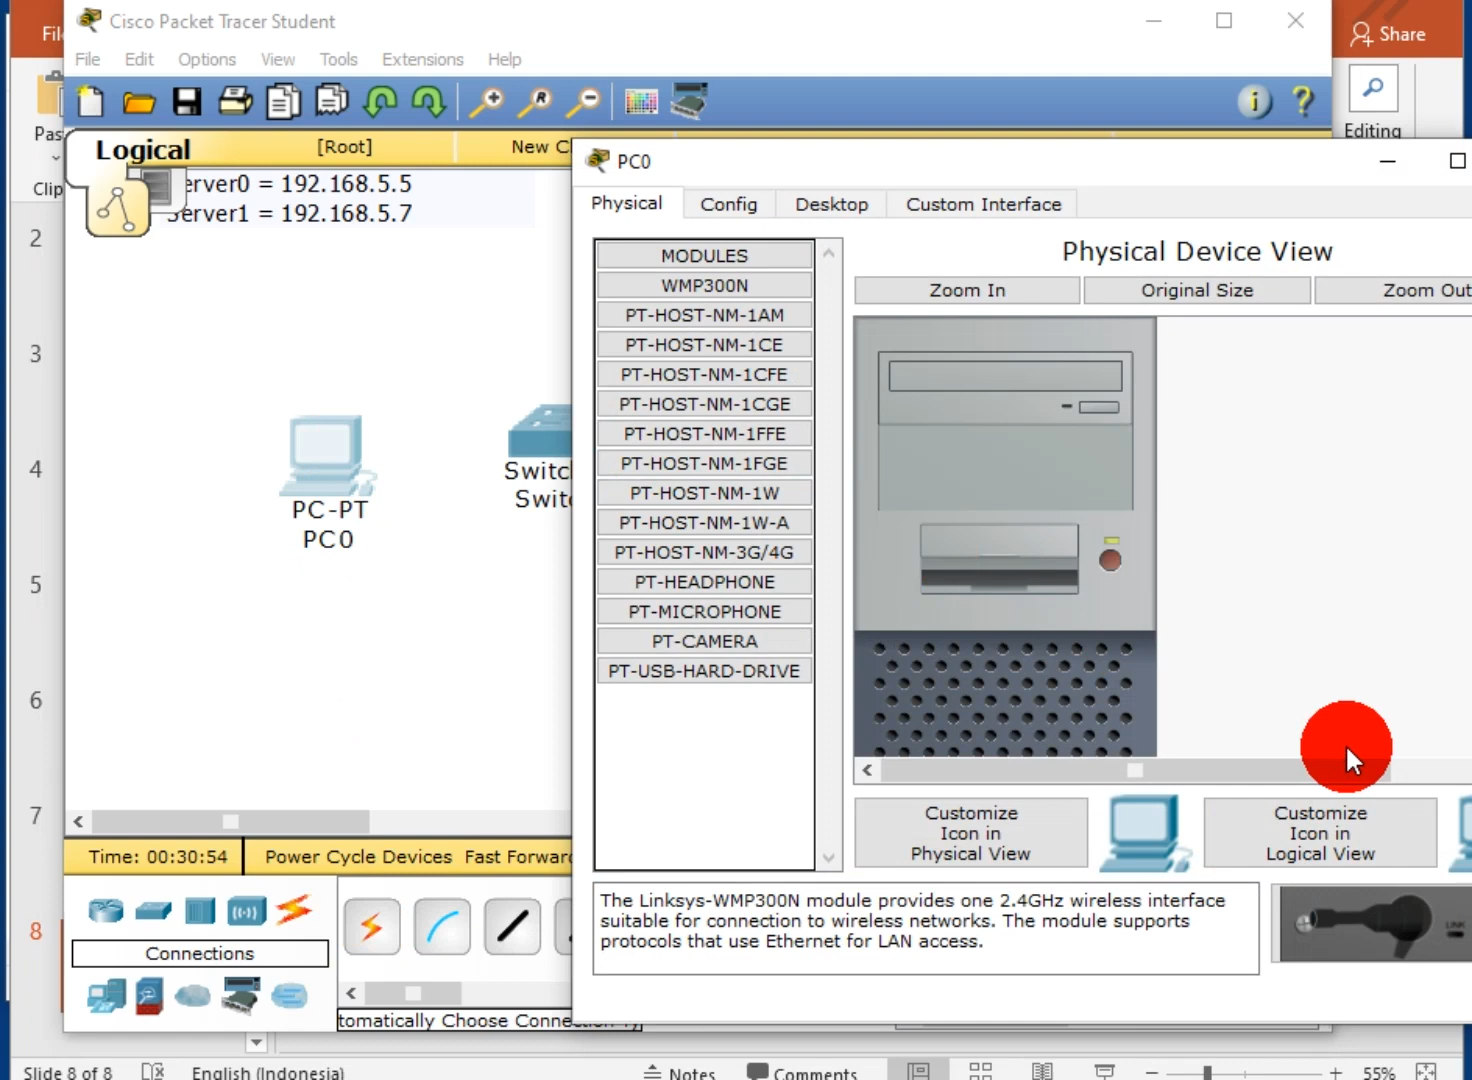 Cisco Packet Tracer Student
Share
File Edit Options View Tools Extensions Help
Editing
Logical
[Root]
erver0 = 192.168.5.5
Server1 = 192.168.5.7
PC0
Physical Config Desktop Custom Interface
MODULES
WMP300N
PT-HOST-NM-1AM
PT-HOST-NM-1CE
PT-HOST-NM-1CFE
PT-HOST-NM-1CGE
PT-HOST-NM-1FFE
PT-HOST-NM-1FGE
PT-HOST-NM-1W
PT-HOST-NM-1W-A
PT-HOST-NM-3G/4G
PT-HEADPHONE
PT-MICROPHONE
PT-CAMERA
PT-USB-HARD-DRIVE
Physical Device View
Zoom In Original Size Zoom Out
2
3
4
5
6
7
8
PC-PT
PC0
Customize
Icon in
Physical View
Customize
Icon in
Logical View
The Linksys-WMP300N module provides one 2.4GHz wireless interface
suitable for connection to wireless networks. The module supports
protocols that use Ethernet for LAN access.
LINK
Time: 00:30:54 Power Cycle Devices Fast Forward
Connections
tomatically Choose
Slide 8 of 8 English (Indonesia) Notes Comments 55%